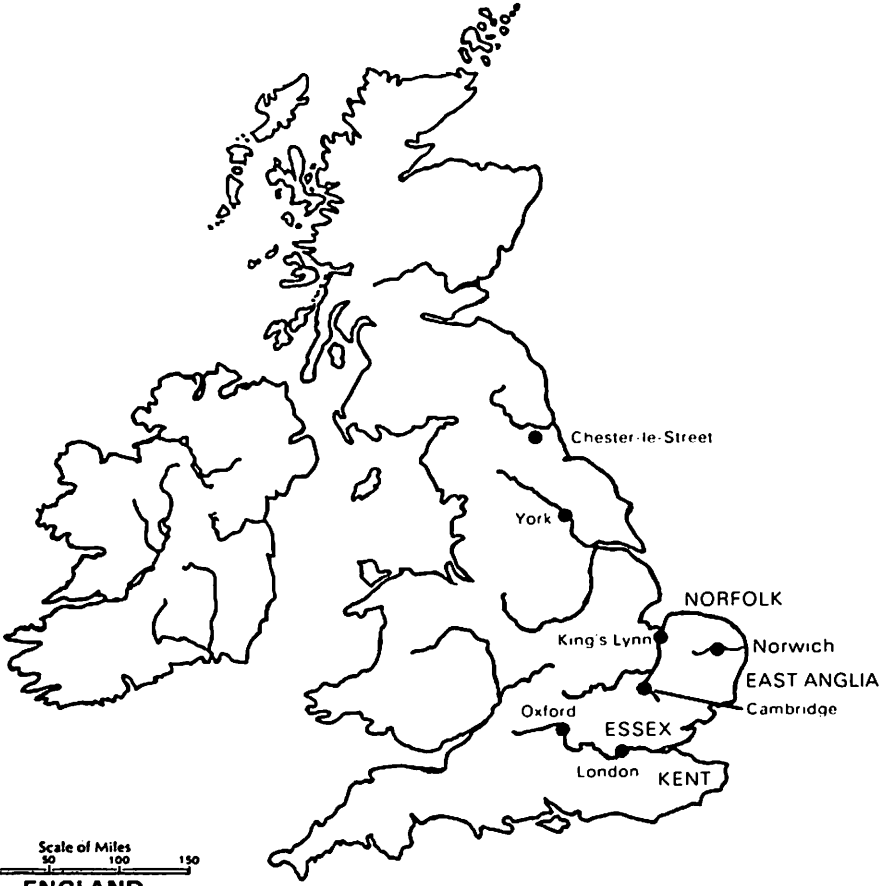 Chester-le-Street
York
NORFOLK
King's Lynn
Norwich
EAST ANGLIA
Cambridge
Oxford
ESSEX
London
KENT
Scale of Miles
50 100 150
ENGLAND